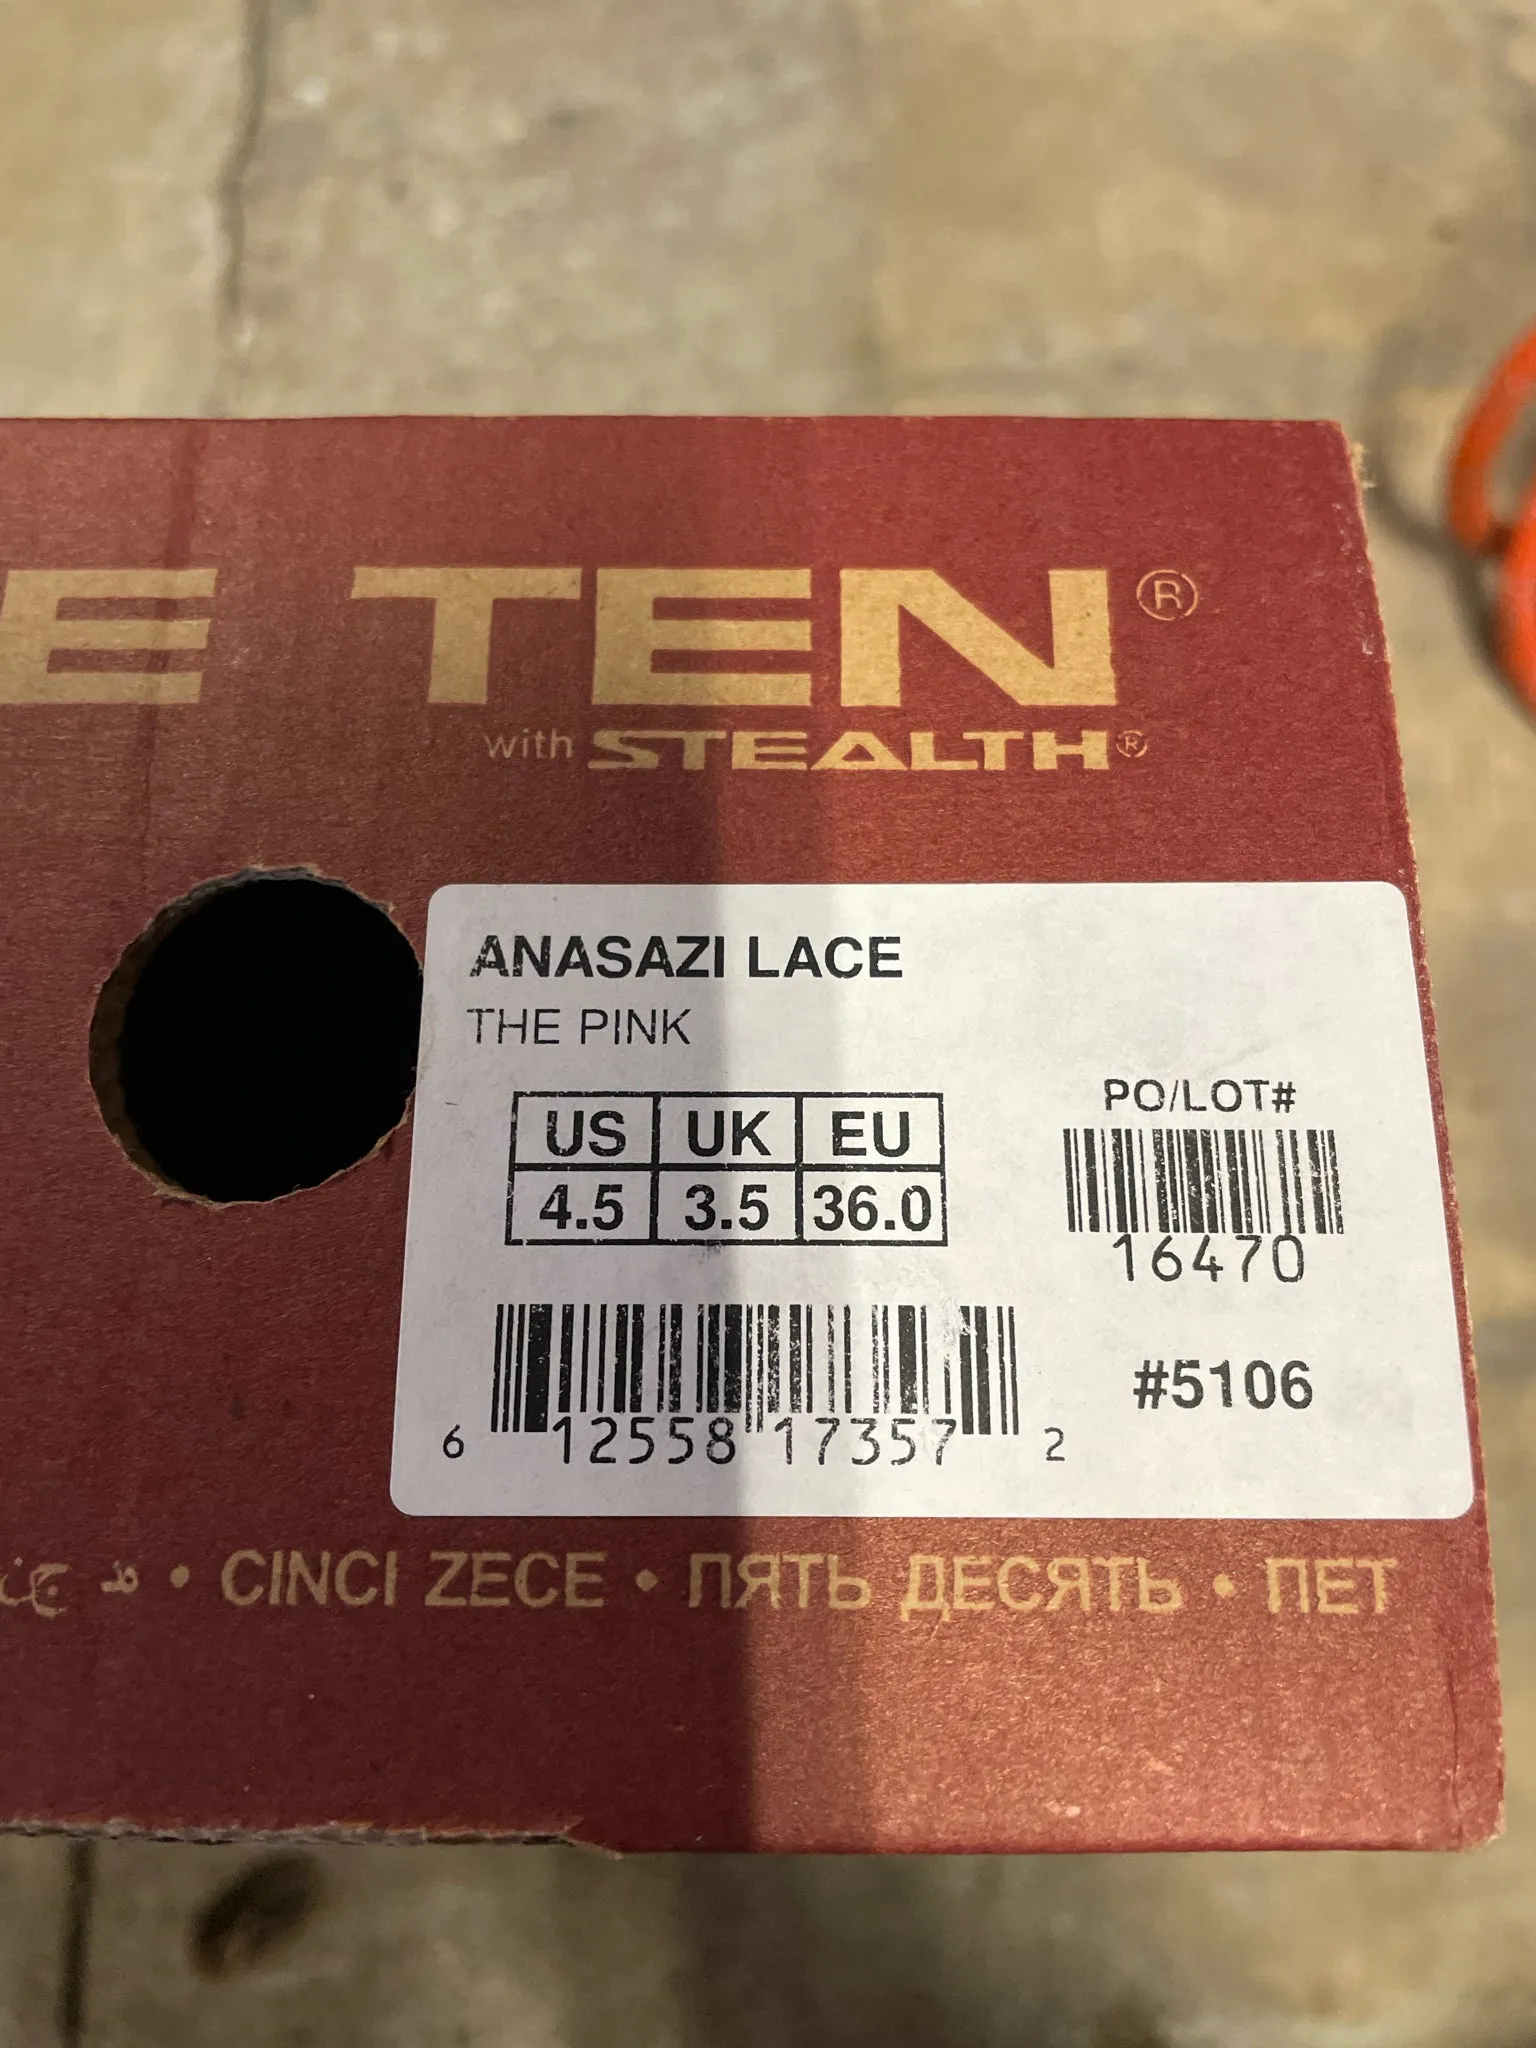 E TEN®
with STEALTH®
ANASAZI LACE
THE PINK
US UK EU
4.5 3.5 36.0
PO/LOT#
16470
#5106
6 12558 17357 2
• CINCI ZECE • ПЯТЬ ДЕСЯТЬ • ПЕТ